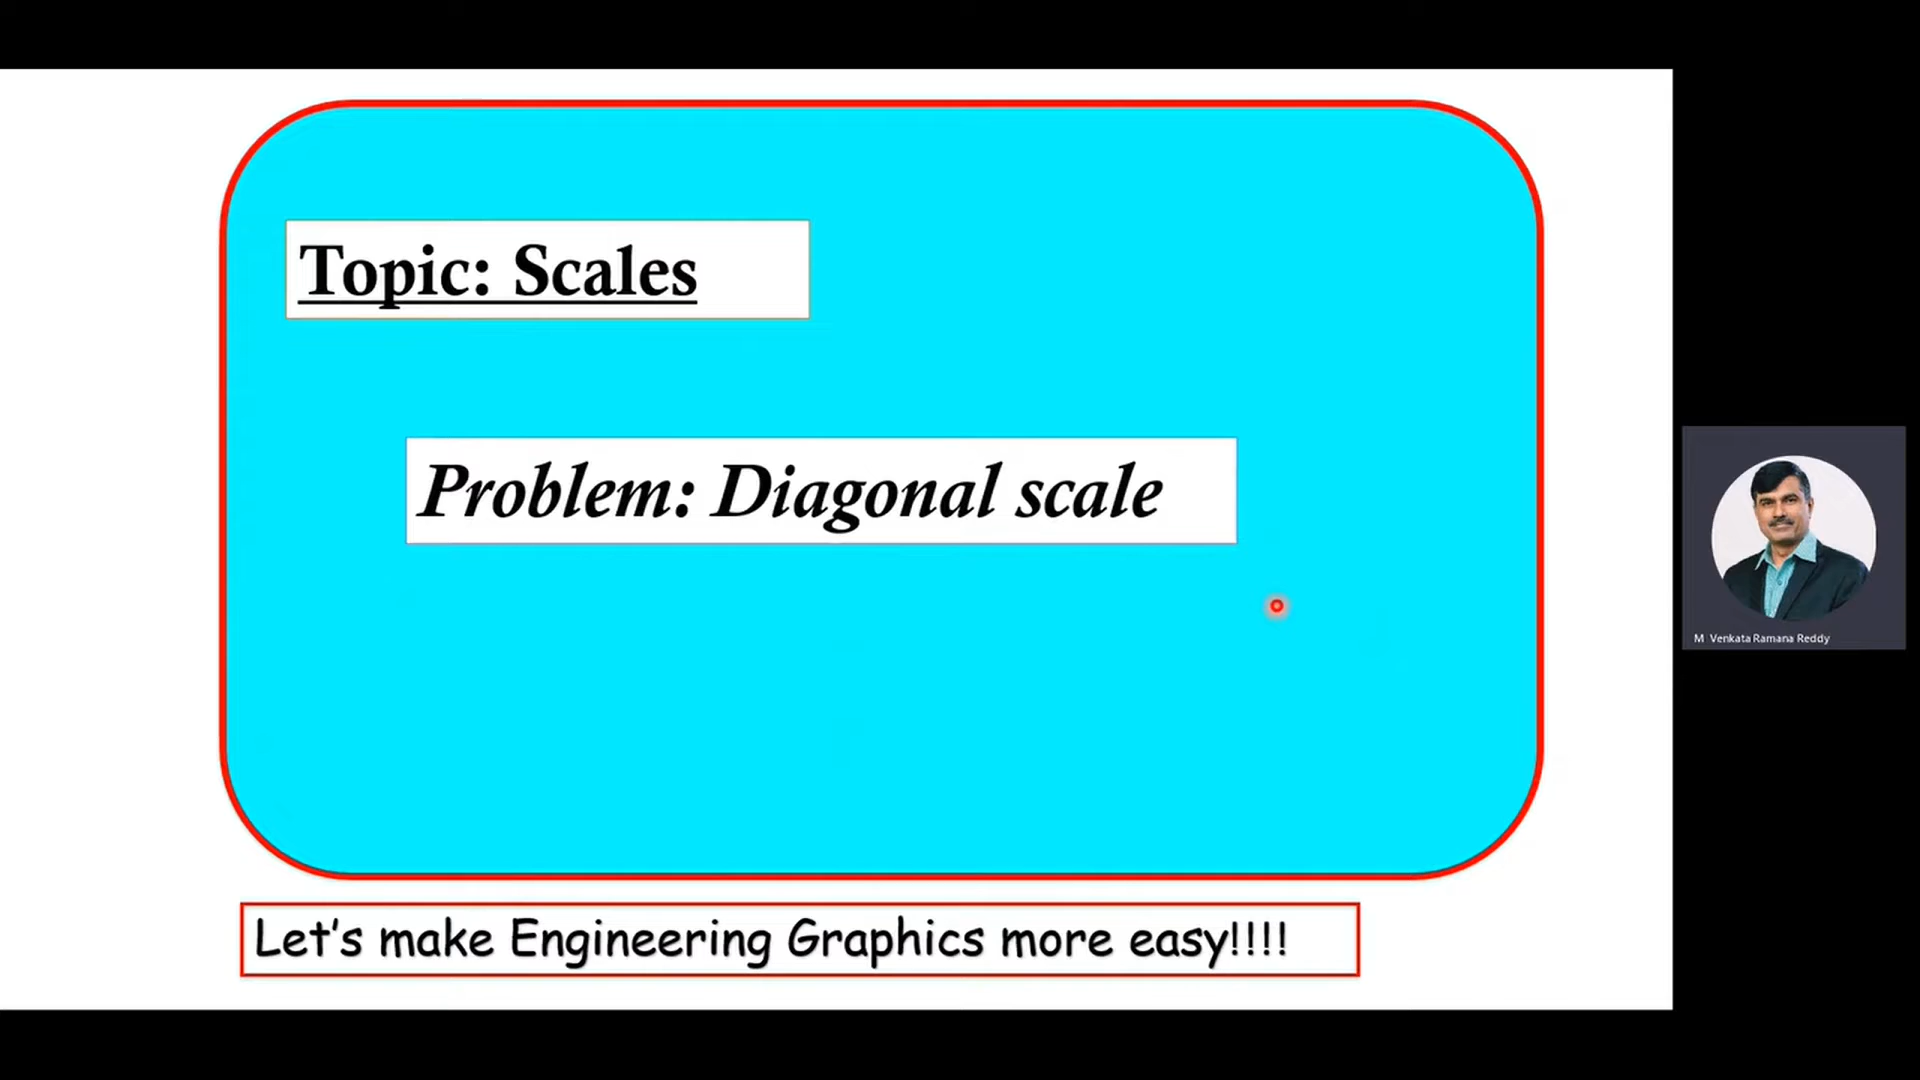 Topic: Scales
Problem: Diagonal scale
M Venkata Ramana Reddy
Let's make Engineering Graphics more easy!!!!